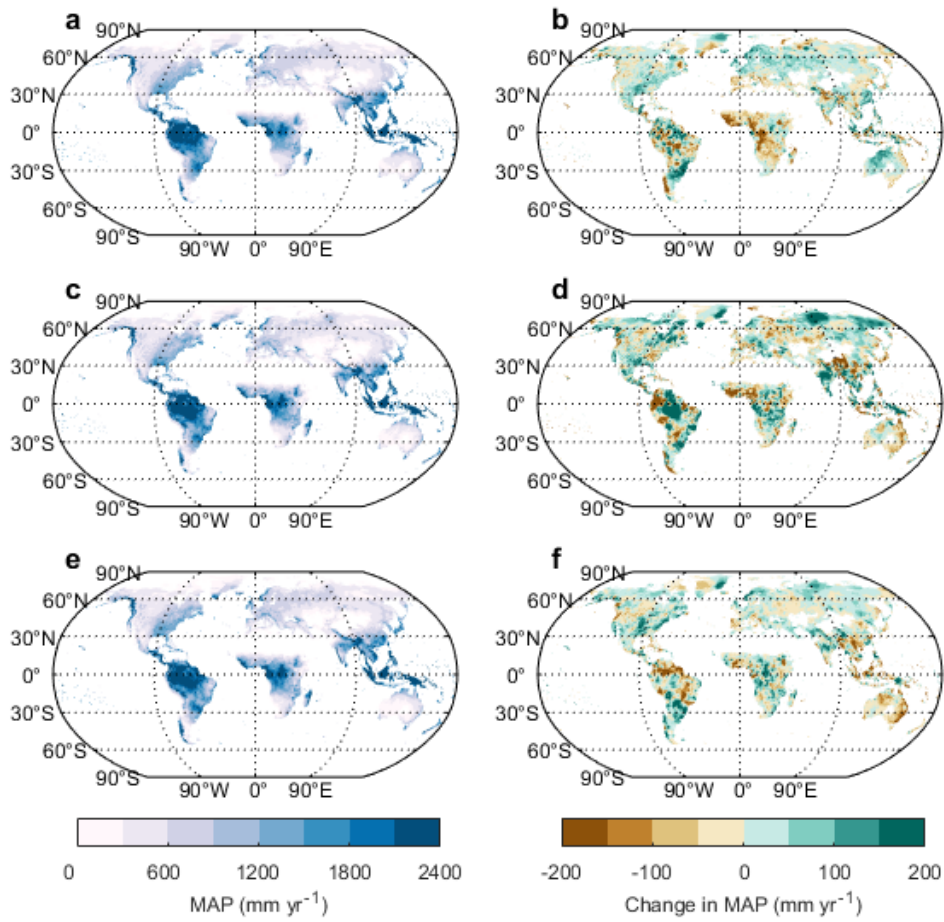 a b
90°N 90°N
60°N 60°N
30°N 30°N
0° 0°
30°S 30°S
60°S 60°S
90°S 90°S
90°W 0° 90°E 90°W 0° 90°E
c d
90°N 90°N
60°N 60°N
30°N 30°N
0° 0°
30°S 30°S
60°S 60°S
90°S 90°S
90°W 0° 90°E 90°W 0° 90°E
e f
90°N 90°N
60°N 60°N
30°N 30°N
0° 0°
30°S 30°S
60°S 60°S
90°S 90°S
90°W 0° 90°E 90°W 0° 90°E
0 600 1200 1800 2400 -200 -100 0 100 200
MAP (mm yr⁻¹) Change in MAP (mm yr⁻¹)